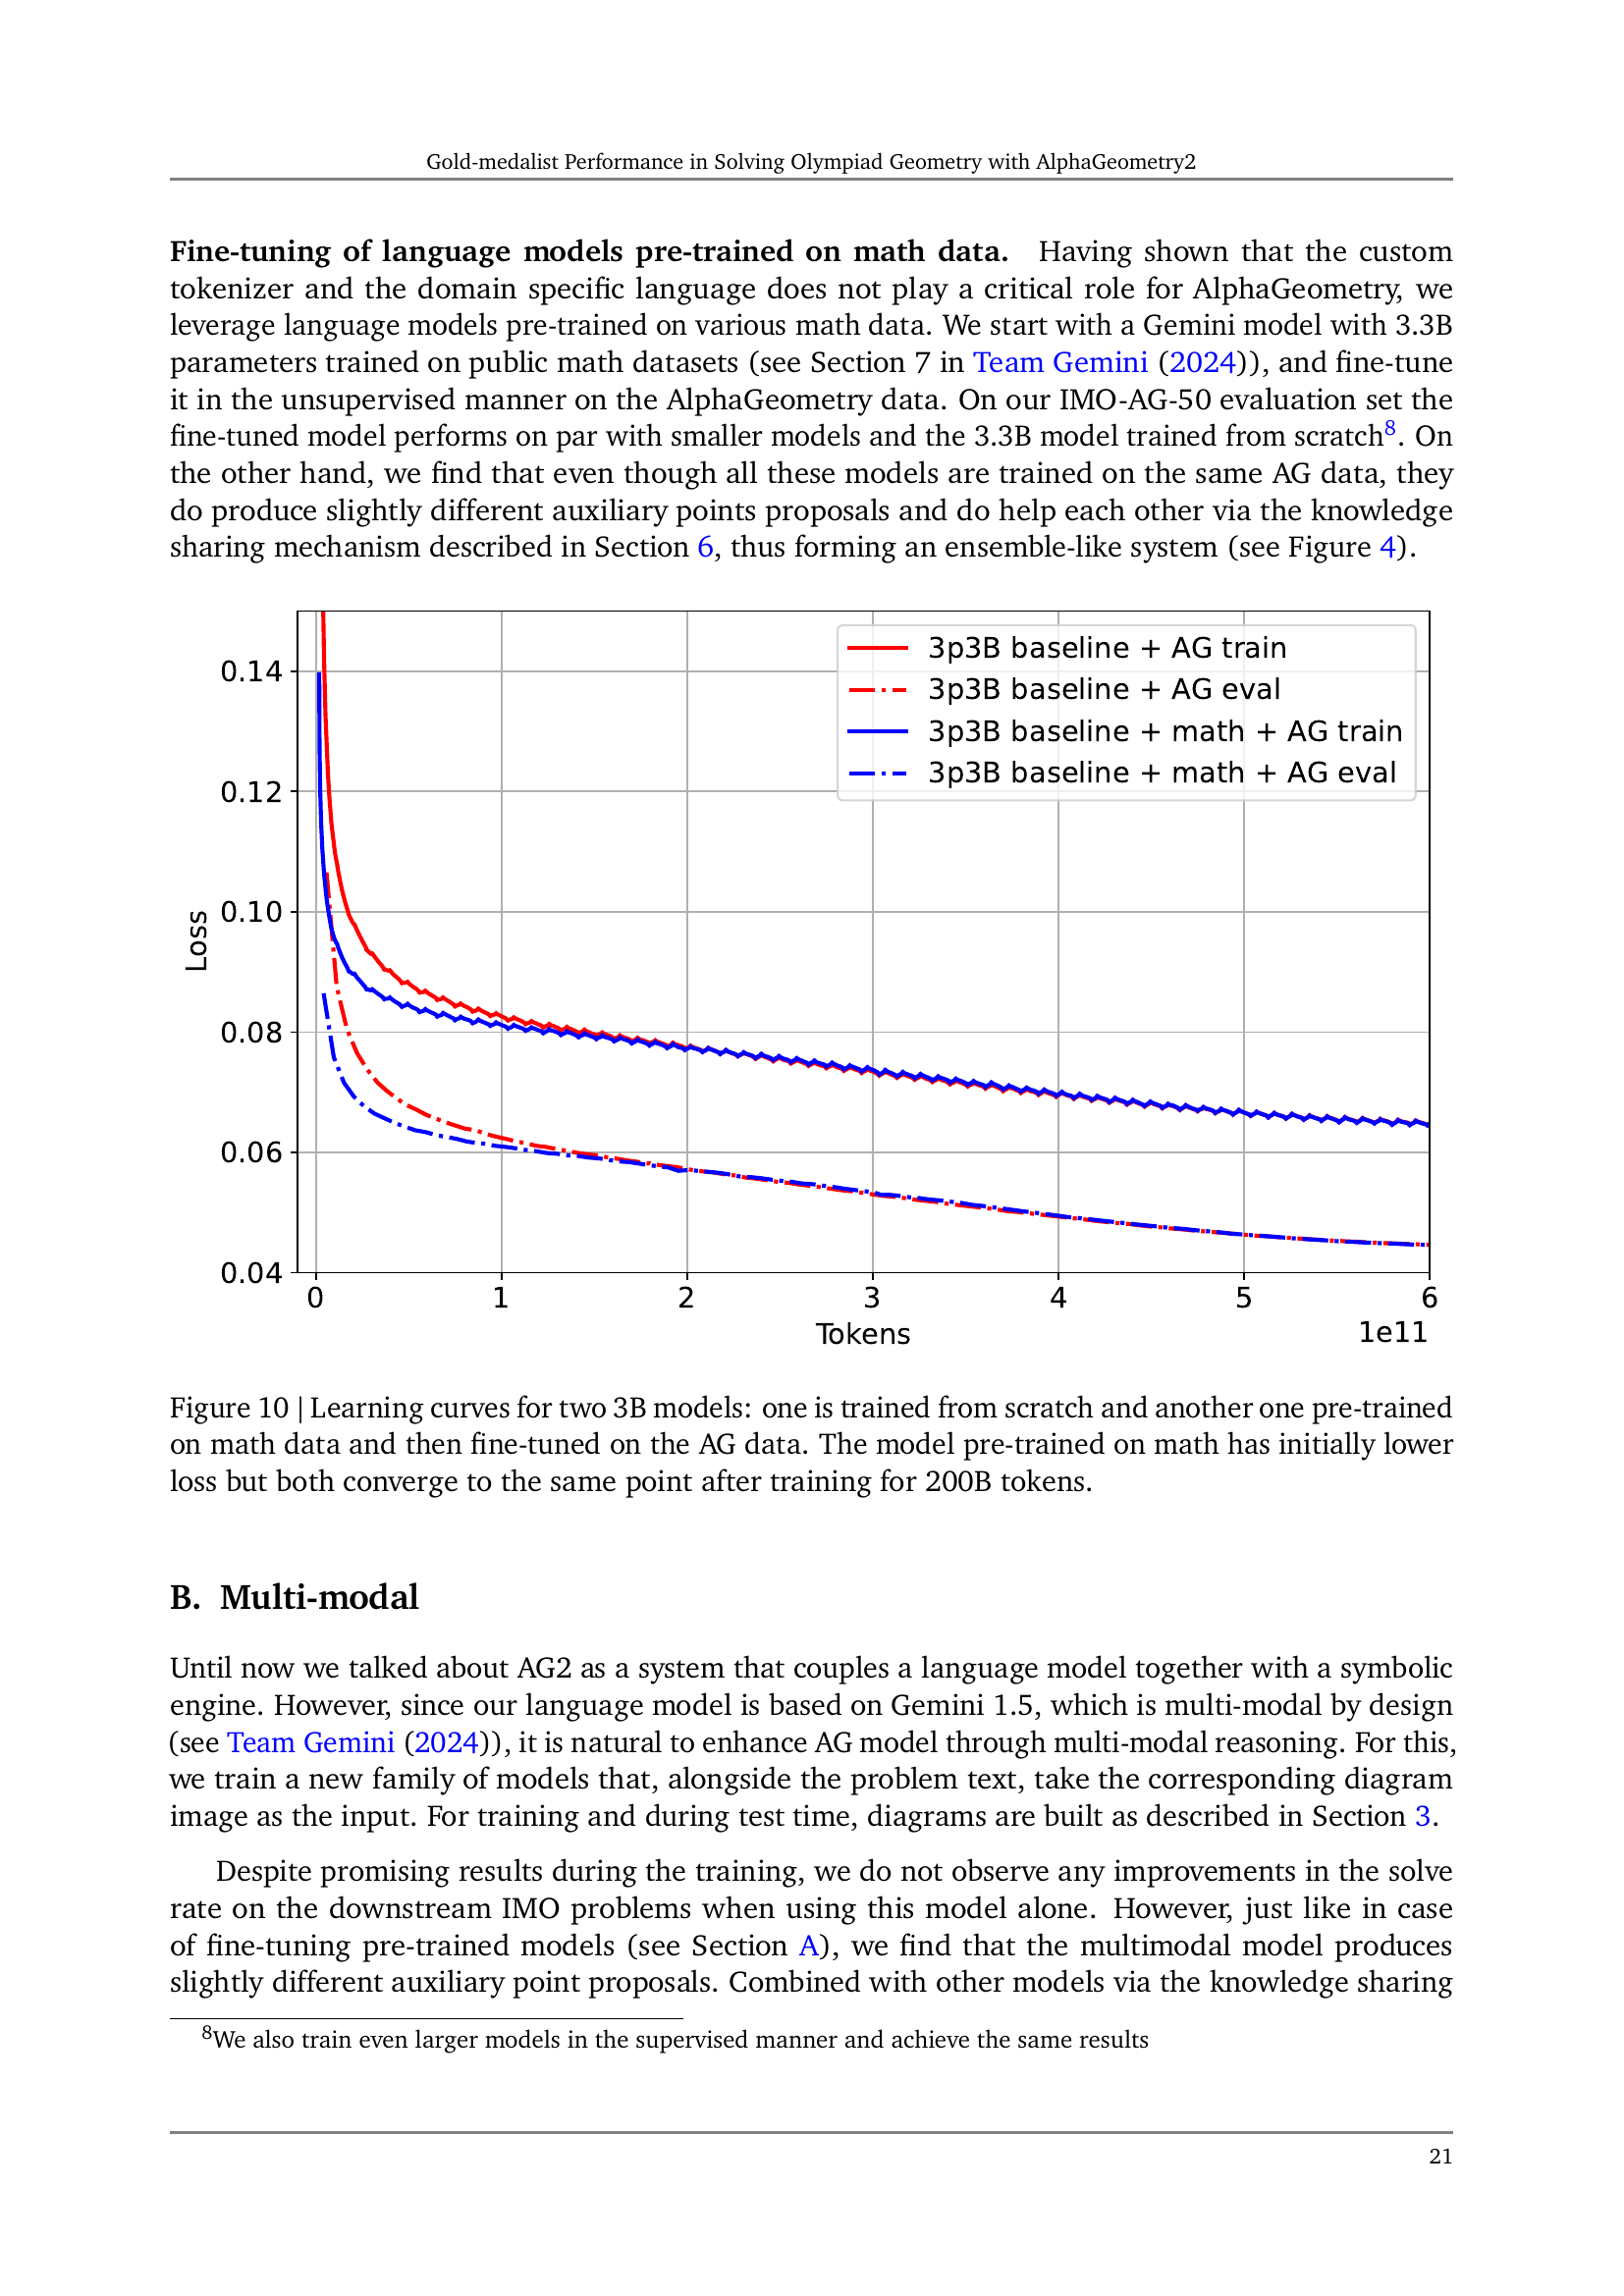 Gold-medalist Performance in Solving Olympiad Geometry with AlphaGeometry2
Fine-tuning of language models pre-trained on math data. Having shown that the custom
tokenizer and the domain specific language does not play a critical role for AlphaGeometry, we
leverage language models pre-trained on various math data. We start with a Gemini model with 3.3B
parameters trained on public math datasets (see Section 7 in Team Gemini (2024)), and fine-tune
it in the unsupervised manner on the AlphaGeometry data. On our IMO-AG-50 evaluation set the
fine-tuned model performs on par with smaller models and the 3.3B model trained from scratch8. On
the other hand, we find that even though all these models are trained on the same AG data, they
do produce slightly different auxiliary points proposals and do help each other via the knowledge
sharing mechanism described in Section 6, thus forming an ensemble-like system (see Figure 4).
3p3B baseline + AG train
3p3B baseline + AG eval
3p3B baseline + math + AG train
3p3B baseline + math + AG eval
0.14
0.12
0.10
0.08
0.06
0.04
Loss
0 1 2 3 4 5 6
Tokens
1e11
Figure 10 | Learning curves for two 3B models: one is trained from scratch and another one pre-trained
on math data and then fine-tuned on the AG data. The model pre-trained on math has initially lower
loss but both converge to the same point after training for 200B tokens.
B. Multi-modal
Until now we talked about AG2 as a system that couples a language model together with a symbolic
engine. However, since our language model is based on Gemini 1.5, which is multi-modal by design
(see Team Gemini (2024)), it is natural to enhance AG model through multi-modal reasoning. For this,
we train a new family of models that, alongside the problem text, take the corresponding diagram
image as the input. For training and during test time, diagrams are built as described in Section 3.
Despite promising results during the training, we do not observe any improvements in the solve
rate on the downstream IMO problems when using this model alone. However, just like in case
of fine-tuning pre-trained models (see Section A), we find that the multimodal model produces
slightly different auxiliary point proposals. Combined with other models via the knowledge sharing
8We also train even larger models in the supervised manner and achieve the same results
21